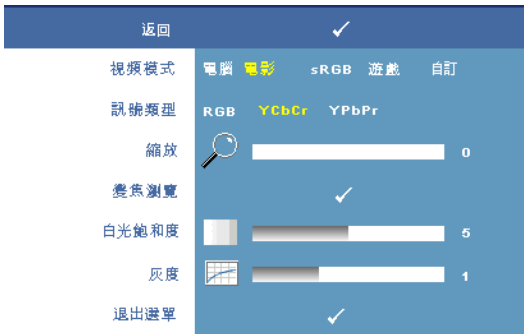 返回
視頻模式 電腦 電影 sRGB 遊戲 自訂
訊號類型 RGB YCbCr YPbPr
縮放 0
變焦瀏覽
白光飽和度 5
灰度 1
退出選單